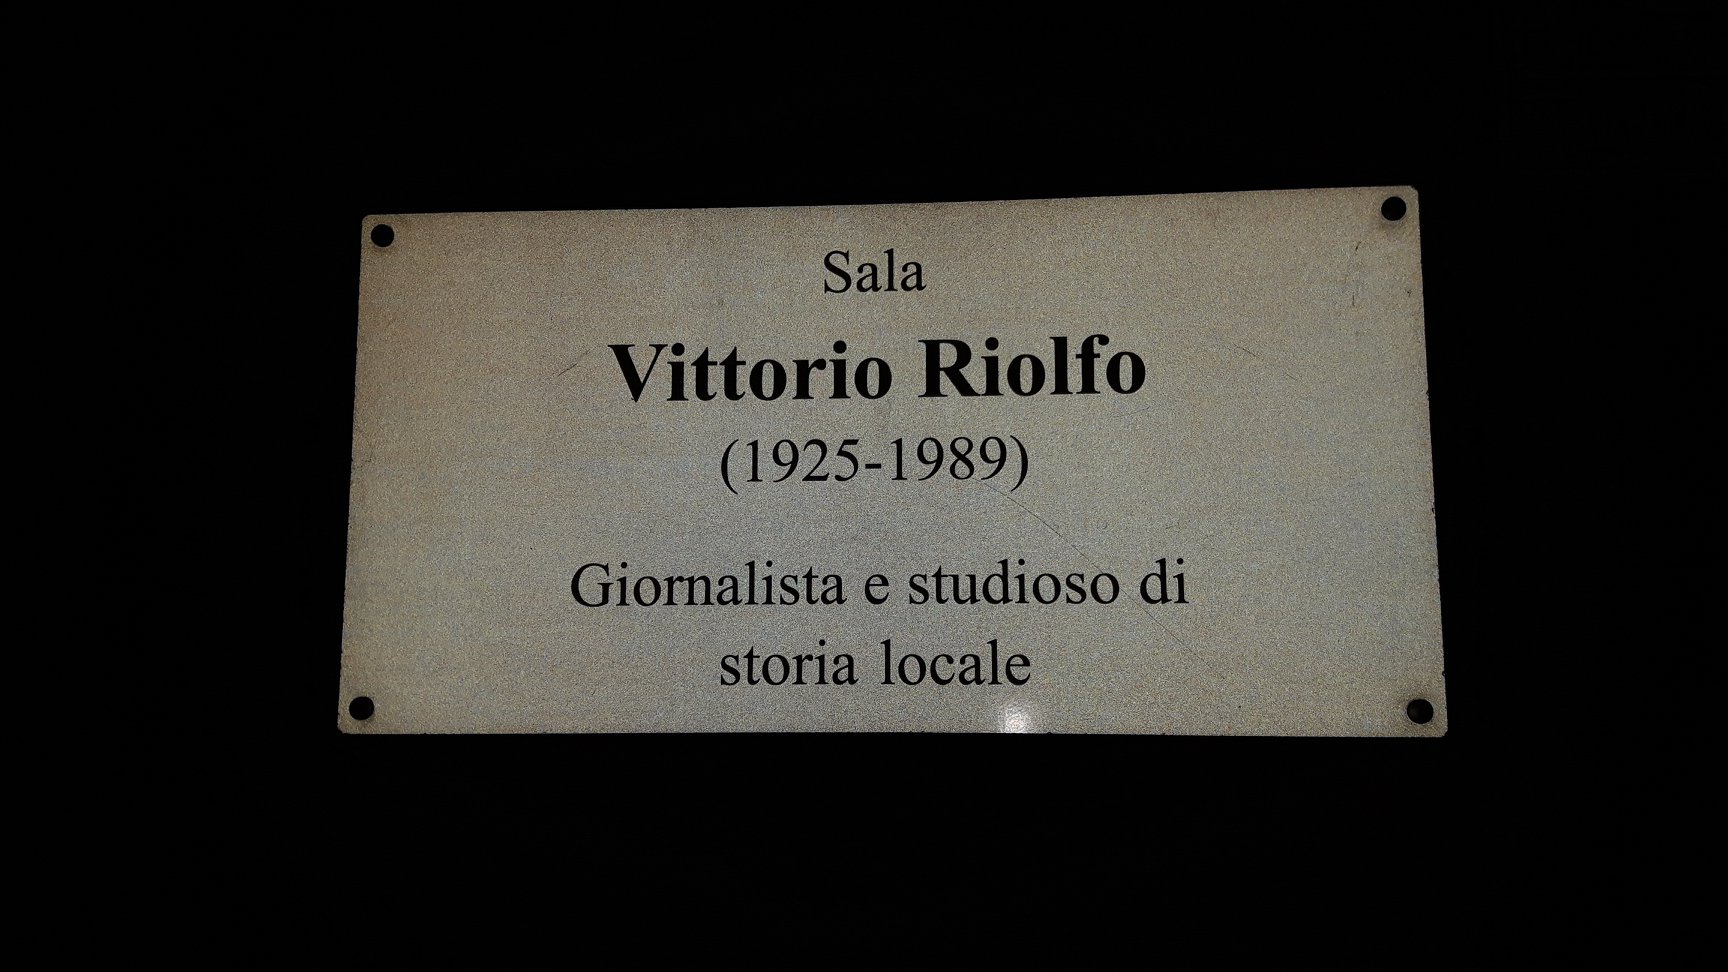 Sala
Vittorio Riolfo
(1925-1989)
Giornalista e studioso di
storia locale